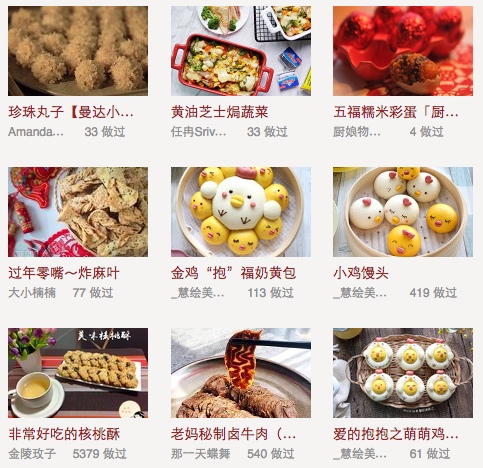 珍珠丸子【曼达小...
Amanda... 33 做过
黄油芝士焗蔬菜
任冉Sriv... 33 做过
五福糯米彩蛋「厨...
厨娘物... 4 做过
过年零嘴～炸麻叶
大小楠楠 77 做过
金鸡“抱”福奶黄包
_慧绘美... 113 做过
小鸡馒头
_慧绘美... 419 做过
美味核桃酥
非常好吃的核桃酥
金陵玫子 5379 做过
老妈秘制卤牛肉（...
那一天蝶舞 540 做过
爱的抱抱之萌萌鸡...
_慧绘美... 61 做过